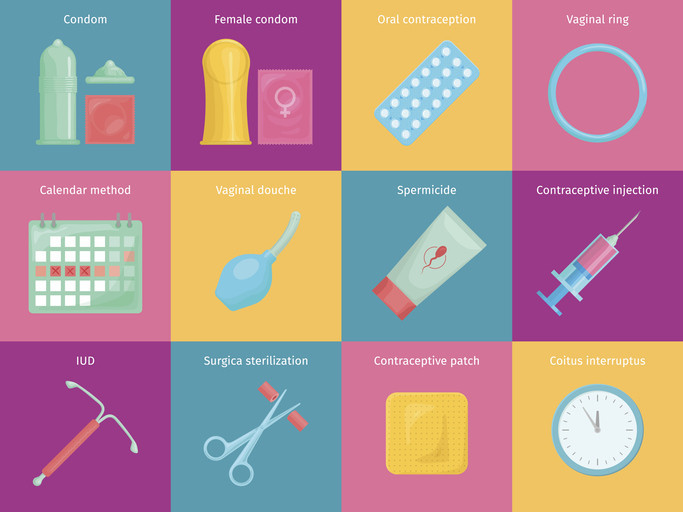 Condom
Female condom
Oral contraception
Vaginal ring
Calendar method
Vaginal douche
Spermicide
Contraceptive injection
IUD
Surgica sterilization
Contraceptive patch
Coitus interruptus